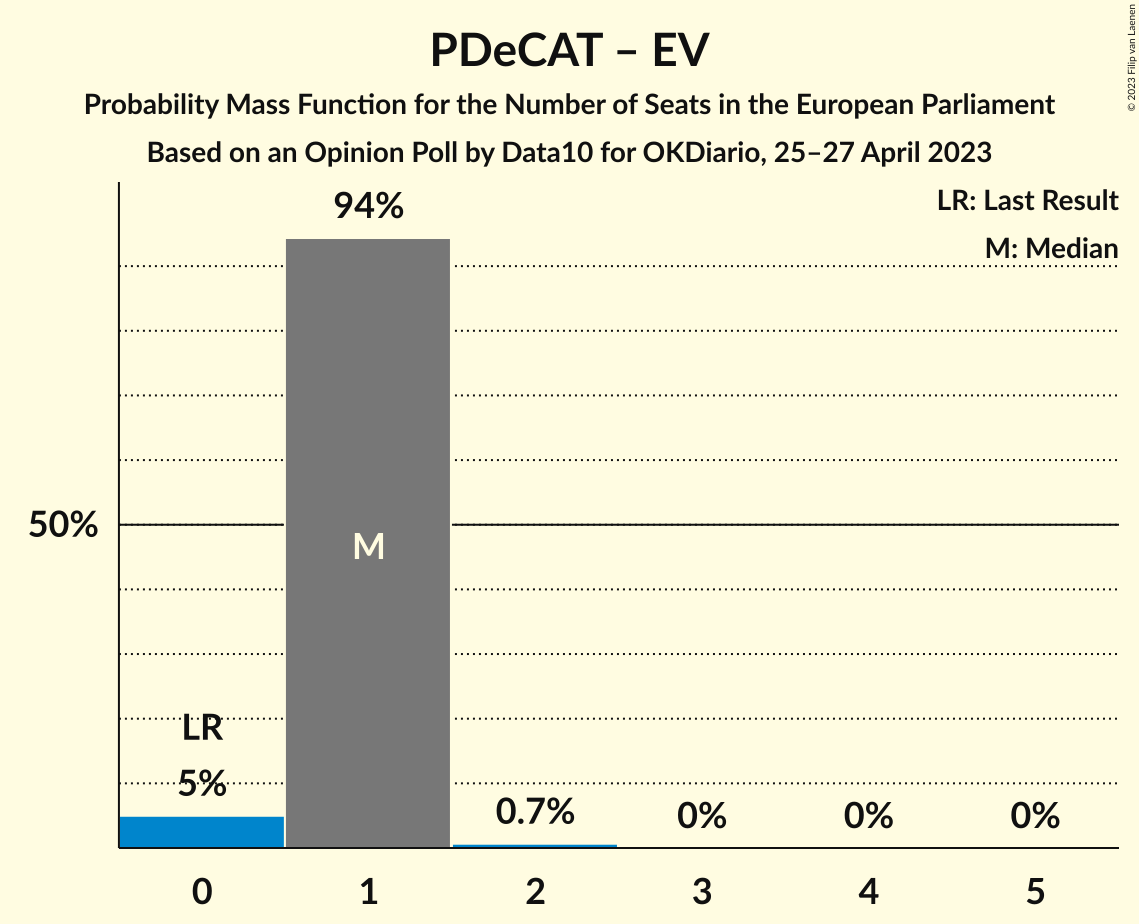 PDeCAT – EV
Probability Mass Function for the Number of Seats in the European Parliament
Based on an Opinion Poll by Data10 for OKDiario, 25–27 April 2023
© 2023 Filip van Laenen
LR: Last Result
M: Median
94%
50%
M
LR
5%
0.7%
0%
0%
0%
0 1 2 3 4 5